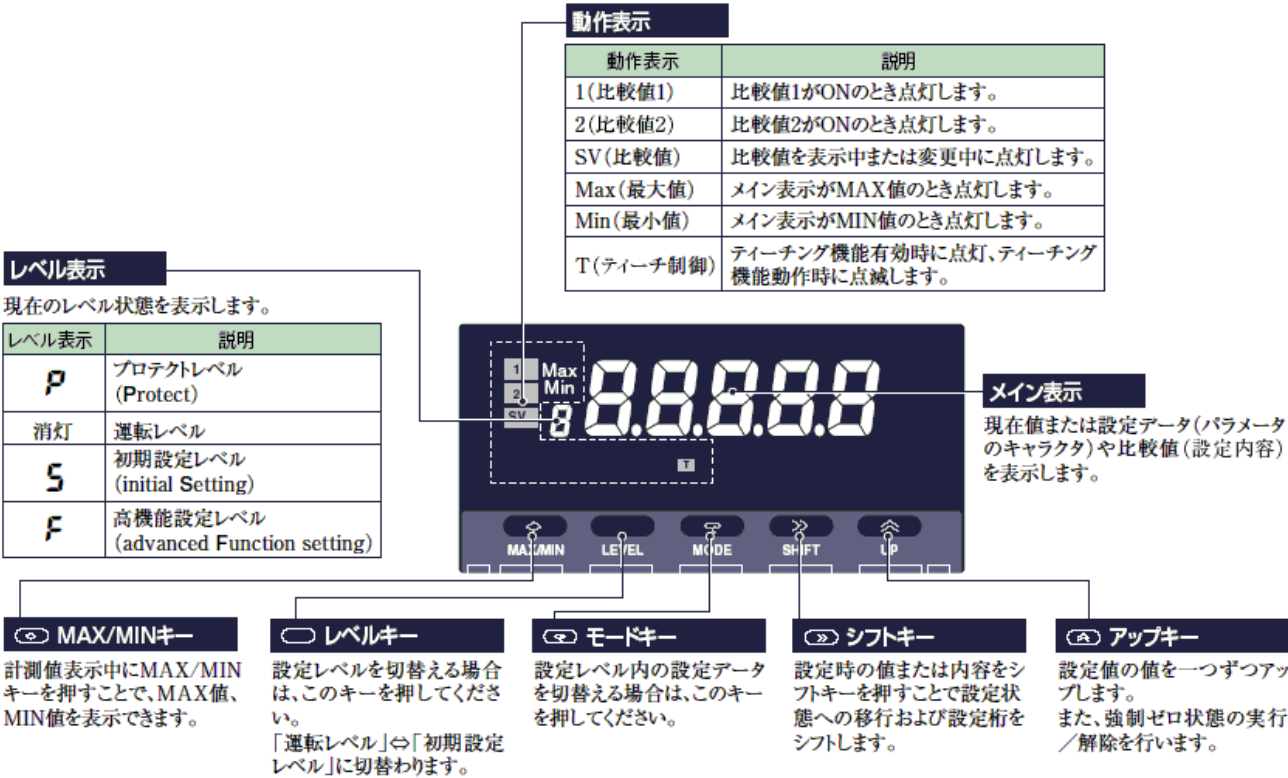 動作表示
動作表示 説明
1(比較値1) 比較値1がONのとき点灯します。
2(比較値2) 比較値2がONのとき点灯します。
SV(比較値) 比較値を表示中または変更中に点灯します。
Max(最大値) メイン表示がMAX値のとき点灯します。
Min(最小値) メイン表示がMIN値のとき点灯します。
T(ティーチ制御) ティーチング機能有効時に点灯、ティーチング
機能動作時に点滅します。
レベル表示
現在のレベル状態を表示します。
レベル表示 説明
P プロテクトレベル
(Protect)
消灯 運転レベル
S 初期設定レベル
(initial Setting)
F 高機能設定レベル
(advanced Function setting)
1 Max
2 Min
SV 8 8.8.8.8.8
T
MAX/MIN LEVEL MODE SHIFT UP
メイン表示
現在値または設定データ(パラメータ
のキャラクタ)や比較値(設定内容)
を表示します。
MAX/MINキー
計測値表示中にMAX/MIN
キーを押すことで、MAX値、
MIN値を表示できます。
レベルキー
設定レベルを切替える場合
は、このキーを押してくださ
い。
「運転レベル」⇔「初期設定
レベル」に切替わります。
モードキー
設定レベル内の設定データ
を切替える場合は、このキー
を押してください。
シフトキー
設定時の値または内容をシ
フトキーを押すことで設定状
態への移行および設定桁を
シフトします。
アップキー
設定値の値を一つずつアッ
プします。
また、強制ゼロ状態の実行
/解除を行います。